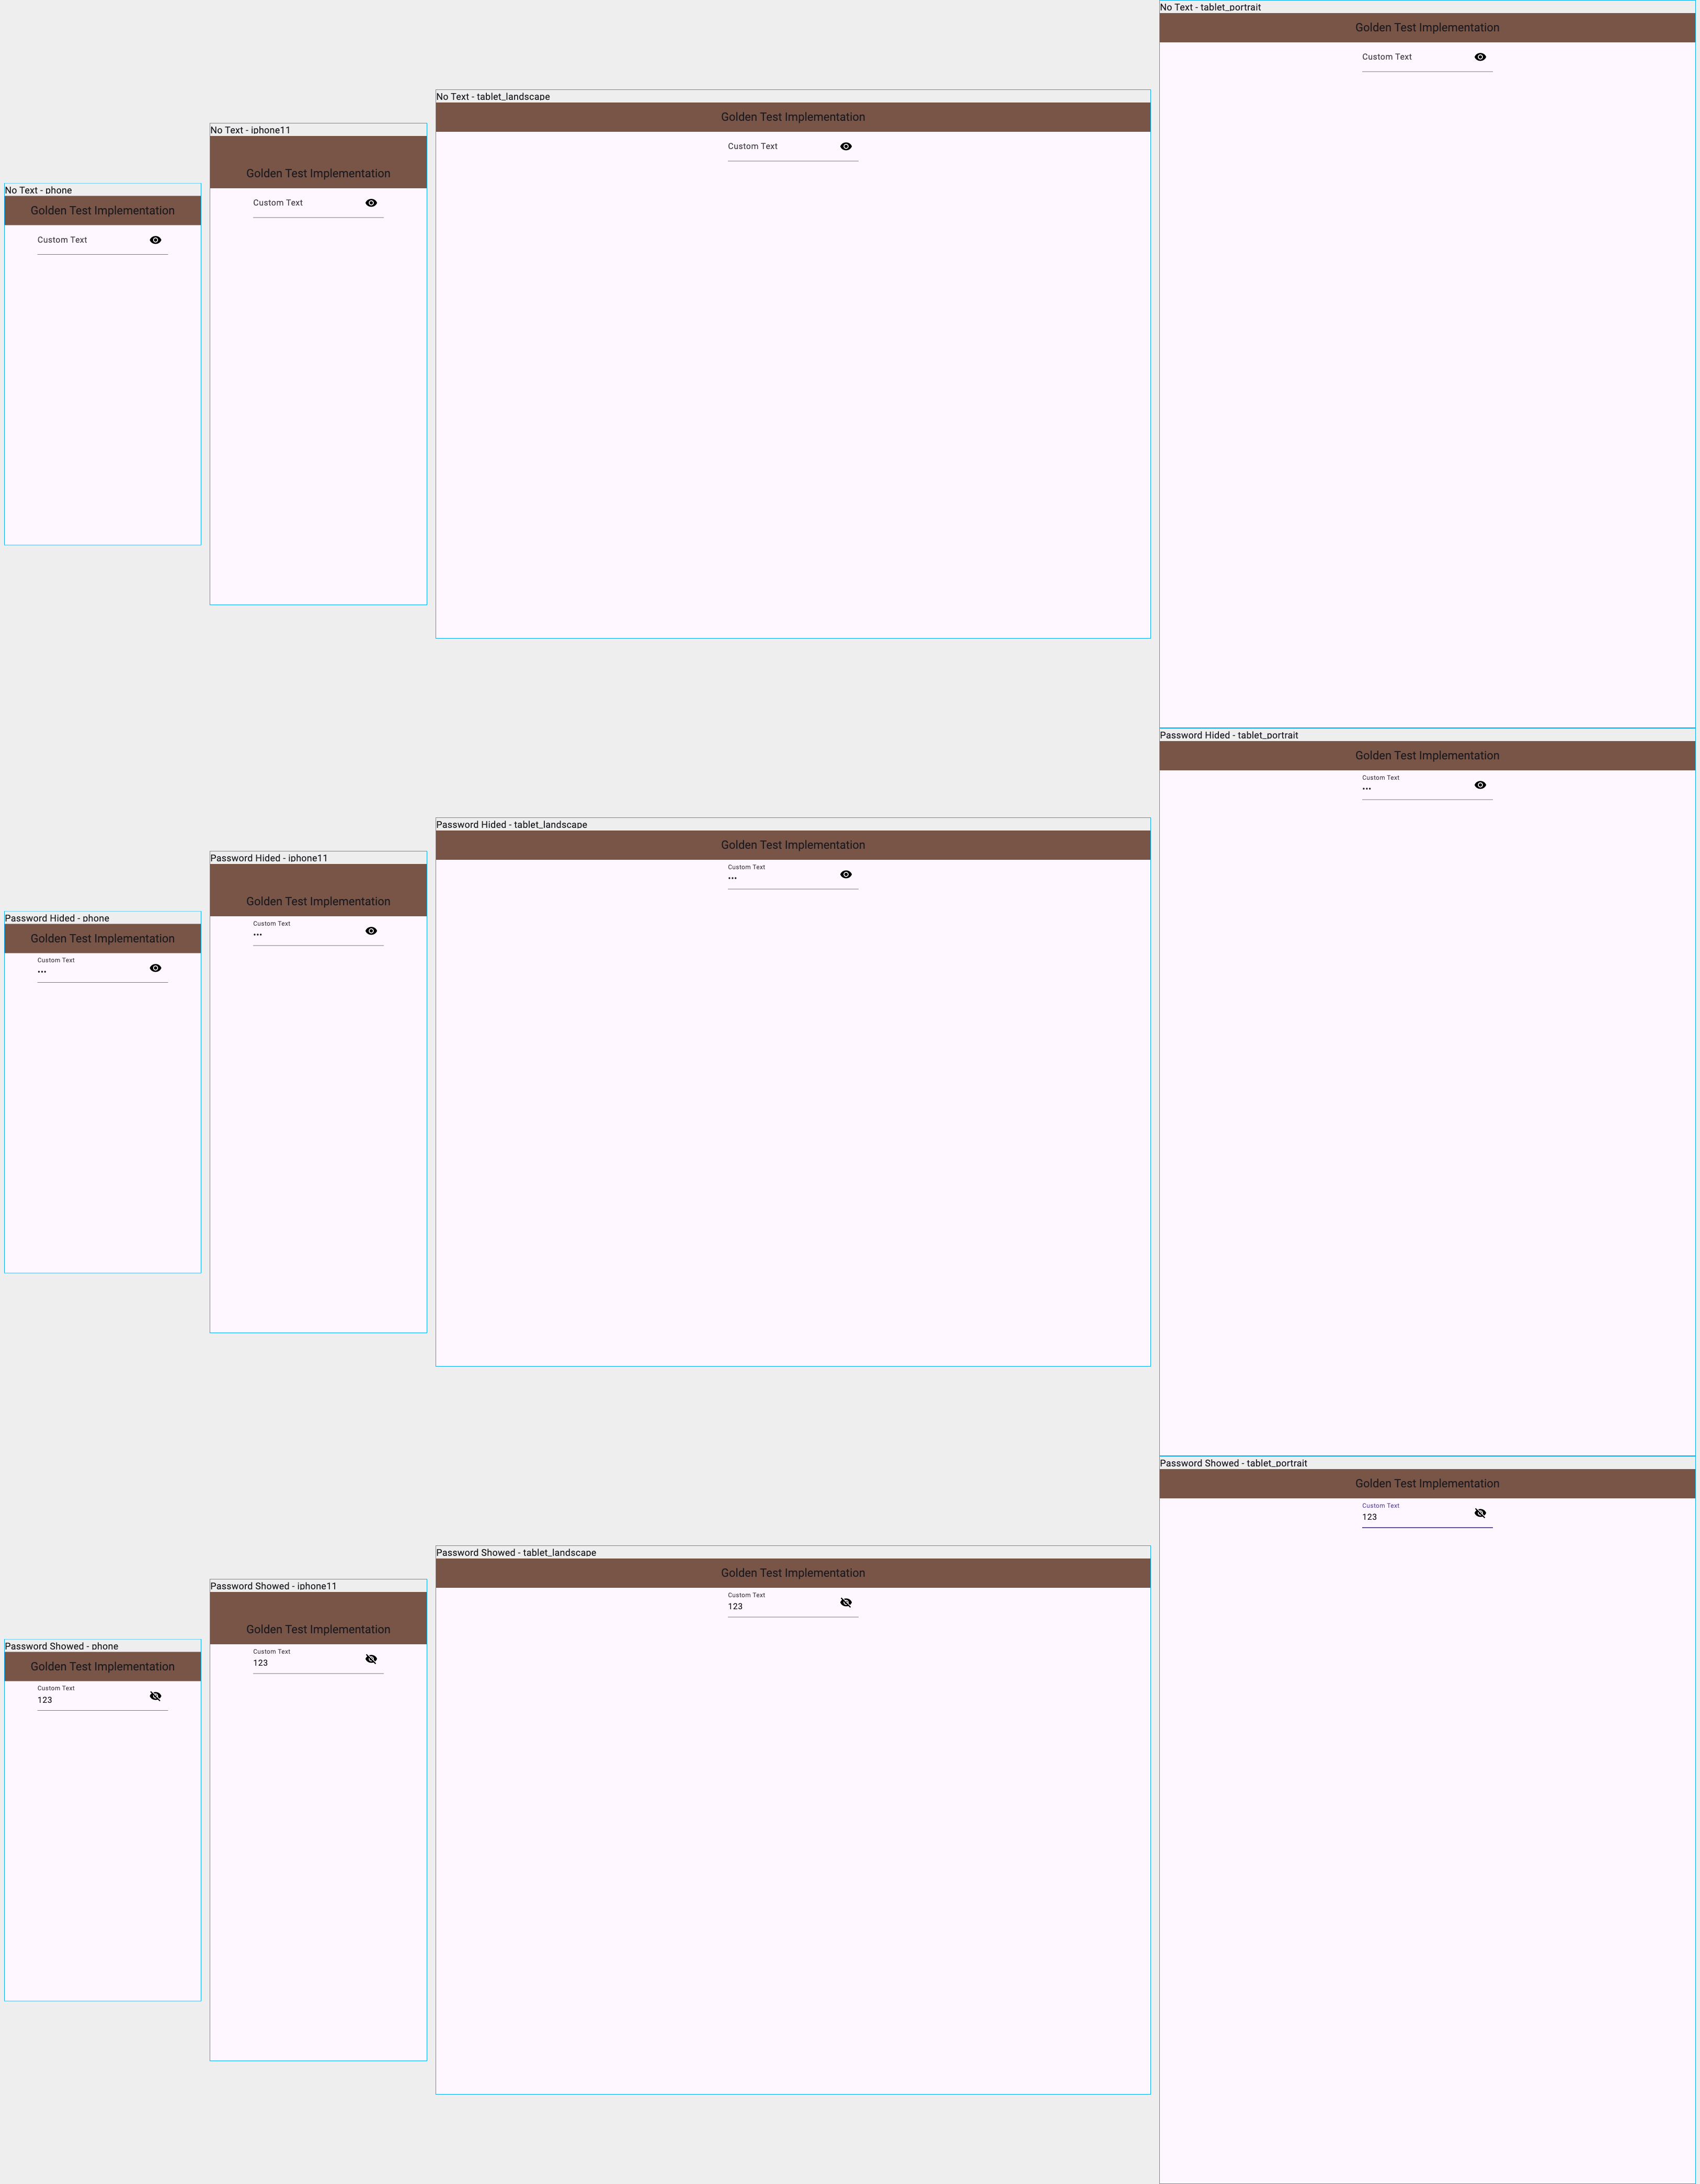 No Text - phone
Golden Test Implementation
Custom Text
No Text - iphone11
Golden Test Implementation
Custom Text
No Text - tablet_landscape
Golden Test Implementation
Custom Text
No Text - tablet_portrait
Golden Test Implementation
Custom Text
Password Hided - phone
Golden Test Implementation
Custom Text
•••
Password Hided - iphone11
Golden Test Implementation
Custom Text
•••
Password Hided - tablet_landscape
Golden Test Implementation
Custom Text
•••
Password Hided - tablet_portrait
Golden Test Implementation
Custom Text
•••
Password Showed - phone
Golden Test Implementation
Custom Text
123
Password Showed - iphone11
Golden Test Implementation
Custom Text
123
Password Showed - tablet_landscape
Golden Test Implementation
Custom Text
123
Password Showed - tablet_portrait
Golden Test Implementation
Custom Text
123